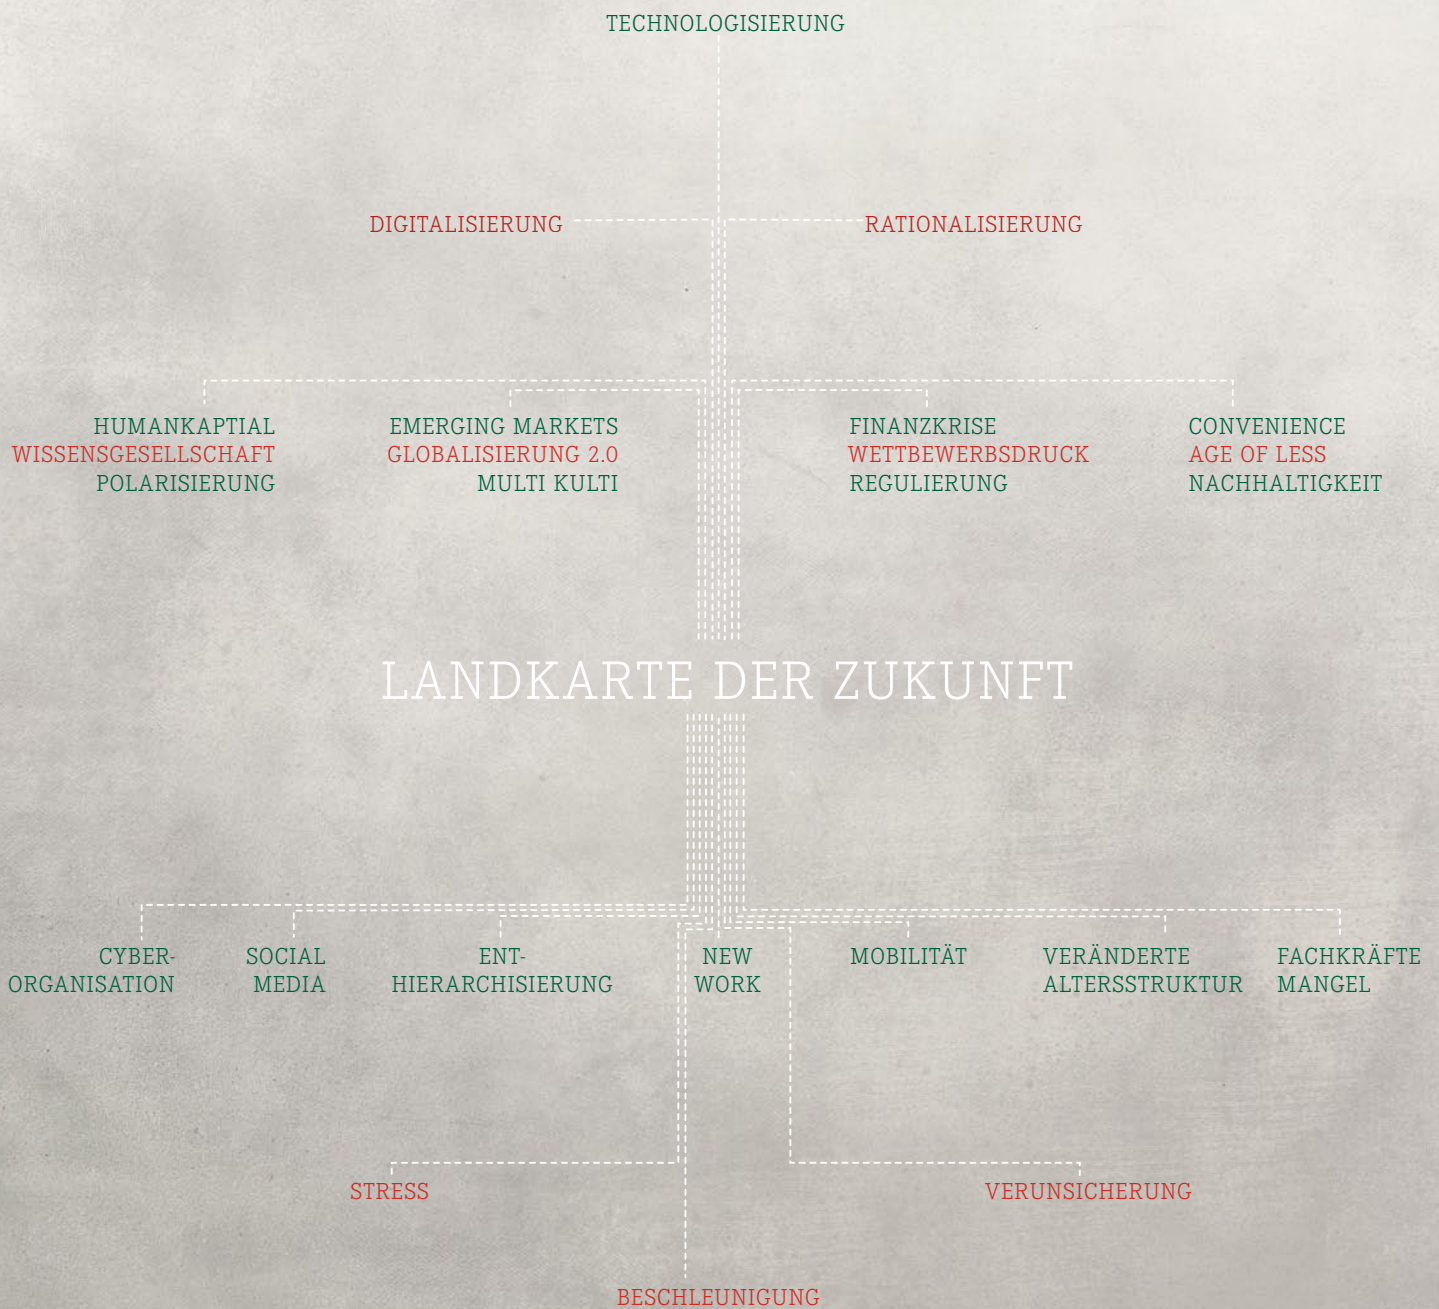 TECHNOLOGISIERUNG
DIGITALISIERUNG
RATIONALISIERUNG
HUMANKAPTIAL
WISSENSGESELLSCHAFT
POLARISIERUNG
EMERGING MARKETS
GLOBALISIERUNG 2.0
MULTI KULTI
FINANZKRISE
WETTBEWERBSDRUCK
REGULIERUNG
CONVENIENCE
AGE OF LESS
NACHHALTIGKEIT
LANDKARTE DER ZUKUNFT
CYBER-
ORGANISATION
SOCIAL
MEDIA
ENT-
HIERARCHISIERUNG
NEW
WORK
MOBILITÄT
VERÄNDERTE
ALTERSSTRUKTUR
FACHKRÄFTE
MANGEL
STRESS
VERUNSICHERUNG
BESCHLEUNIGUNG